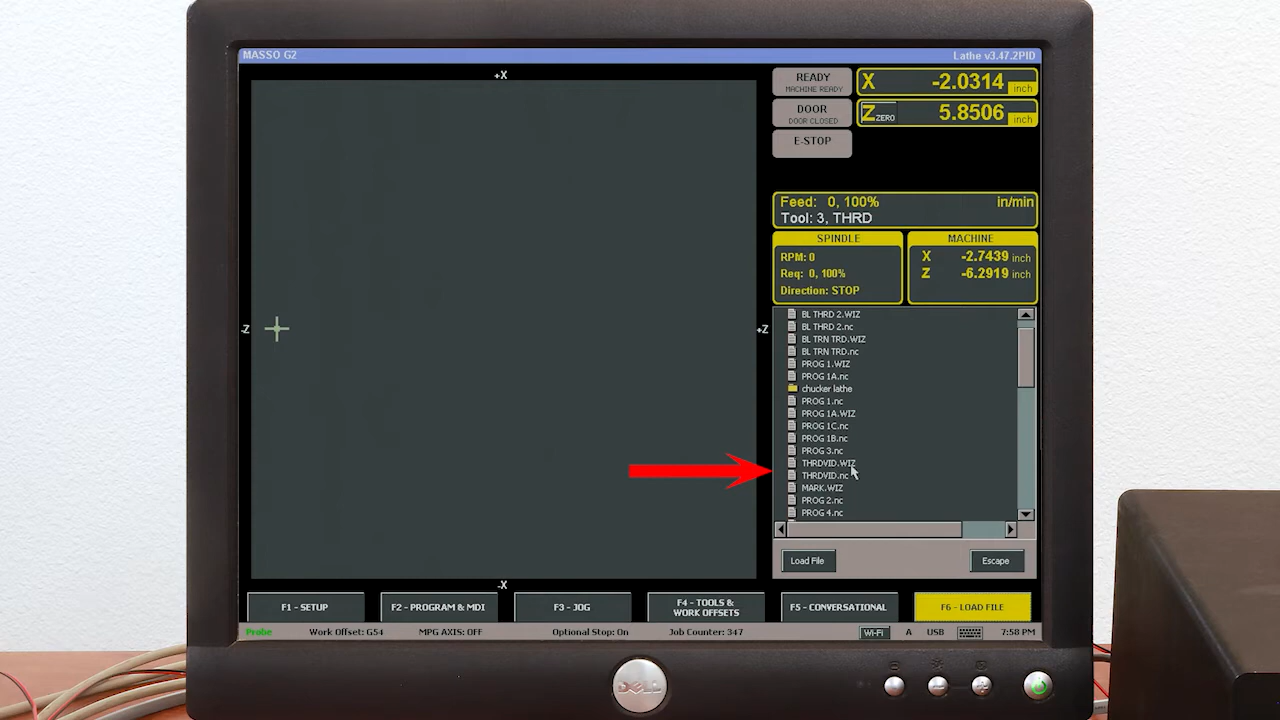 MASSO G2
Lathe v3.47.2PID
+X
READY
MACHINE READY
X -2.0314 inch
DOOR
DOOR CLOSED
Z ZERO 5.8506 inch
E-STOP
Feed: 0, 100% in/min
Tool: 3, THRD
SPINDLE
RPM: 0
Req: 0, 100%
Direction: STOP
MACHINE
X -2.7439 inch
Z -6.2919 inch
BL THRD 2.WIZ
BL THRD 2.nc
BL TRN TRD.WIZ
BL TRN TRD.nc
PROG 1.WIZ
PROG 1A.nc
chucker lathe
PROG 1.nc
PROG 1A.WIZ
PROG 1C.nc
PROG 1B.nc
PROG 3.nc
THRDVID.WIZ
THRDVID.nc
MARK.WIZ
PROG 2.nc
PROG 4.nc
-Z
+Z
Load File
Escape
-X
F1 - SETUP
F2 - PROGRAM & MDI
F3 - JOG
F4 - TOOLS &
WORK OFFSETS
F5 - CONVERSATIONAL
F6 - LOAD FILE
Probe
Work Offset: G54
MPG AXIS: OFF
Optional Stop: On
Job Counter: 347
Wi-Fi
A
USB
7:58 PM
DELL